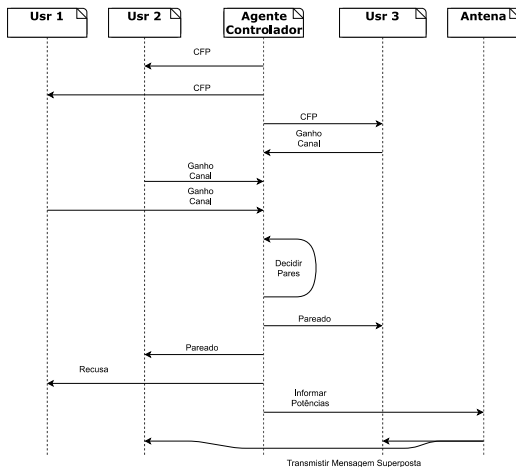 Usr 1
Usr 2
Agente
Controlador
Usr 3
Antena
CFP
CFP
CFP
Ganho
Canal
Ganho
Canal
Ganho
Canal
Decidir
Pares
Pareado
Pareado
Recusa
Informar
Potências
Transmistir Mensagem Superposta